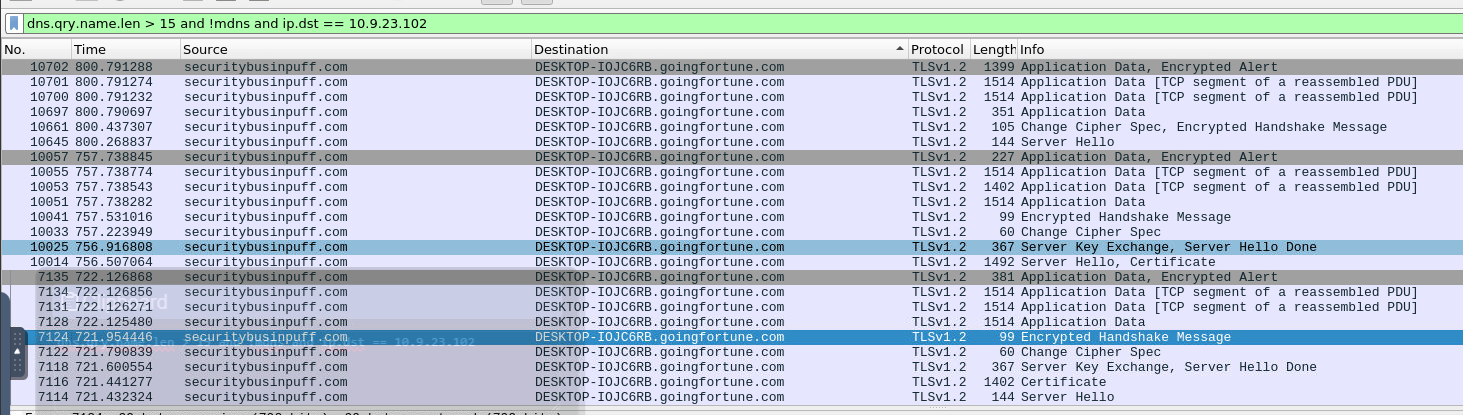 dns.qry.name.len > 15 and !mdns and ip.dst == 10.9.23.102
No. Time Source Destination Protocol Length Info
10702 800.791288 securitybusinpuff.com DESKTOP-IOJC6RB.goingfortune.com TLSv1.2 1399 Application Data, Encrypted Alert
10701 800.791274 securitybusinpuff.com DESKTOP-IOJC6RB.goingfortune.com TLSv1.2 1514 Application Data [TCP segment of a reassembled PDU]
10700 800.791232 securitybusinpuff.com DESKTOP-IOJC6RB.goingfortune.com TLSv1.2 1514 Application Data [TCP segment of a reassembled PDU]
10697 800.790697 securitybusinpuff.com DESKTOP-IOJC6RB.goingfortune.com TLSv1.2 351 Application Data
10661 800.437307 securitybusinpuff.com DESKTOP-IOJC6RB.goingfortune.com TLSv1.2 105 Change Cipher Spec, Encrypted Handshake Message
10645 800.268837 securitybusinpuff.com DESKTOP-IOJC6RB.goingfortune.com TLSv1.2 144 Server Hello
10057 757.738845 securitybusinpuff.com DESKTOP-IOJC6RB.goingfortune.com TLSv1.2 227 Application Data, Encrypted Alert
10055 757.738774 securitybusinpuff.com DESKTOP-IOJC6RB.goingfortune.com TLSv1.2 1514 Application Data [TCP segment of a reassembled PDU]
10053 757.738543 securitybusinpuff.com DESKTOP-IOJC6RB.goingfortune.com TLSv1.2 1402 Application Data [TCP segment of a reassembled PDU]
10051 757.738282 securitybusinpuff.com DESKTOP-IOJC6RB.goingfortune.com TLSv1.2 1514 Application Data
10041 757.531016 securitybusinpuff.com DESKTOP-IOJC6RB.goingfortune.com TLSv1.2 99 Encrypted Handshake Message
10033 757.223949 securitybusinpuff.com DESKTOP-IOJC6RB.goingfortune.com TLSv1.2 60 Change Cipher Spec
10025 756.916808 securitybusinpuff.com DESKTOP-IOJC6RB.goingfortune.com TLSv1.2 367 Server Key Exchange, Server Hello Done
10014 756.507064 securitybusinpuff.com DESKTOP-IOJC6RB.goingfortune.com TLSv1.2 1492 Server Hello, Certificate
7135 722.126868 securitybusinpuff.com DESKTOP-IOJC6RB.goingfortune.com TLSv1.2 381 Application Data, Encrypted Alert
7134 722.126856 securitybusinpuff.com DESKTOP-IOJC6RB.goingfortune.com TLSv1.2 1514 Application Data [TCP segment of a reassembled PDU]
7131 722.126271 securitybusinpuff.com DESKTOP-IOJC6RB.goingfortune.com TLSv1.2 1514 Application Data [TCP segment of a reassembled PDU]
7128 722.125480 securitybusinpuff.com DESKTOP-IOJC6RB.goingfortune.com TLSv1.2 1514 Application Data
7124 721.954446 securitybusinpuff.com DESKTOP-IOJC6RB.goingfortune.com TLSv1.2 99 Encrypted Handshake Message
7122 721.790839 securitybusinpuff.com DESKTOP-IOJC6RB.goingfortune.com TLSv1.2 60 Change Cipher Spec
7118 721.600554 securitybusinpuff.com DESKTOP-IOJC6RB.goingfortune.com TLSv1.2 367 Server Key Exchange, Server Hello Done
7116 721.441277 securitybusinpuff.com DESKTOP-IOJC6RB.goingfortune.com TLSv1.2 1402 Certificate
7114 721.432324 securitybusinpuff.com DESKTOP-IOJC6RB.goingfortune.com TLSv1.2 144 Server Hello